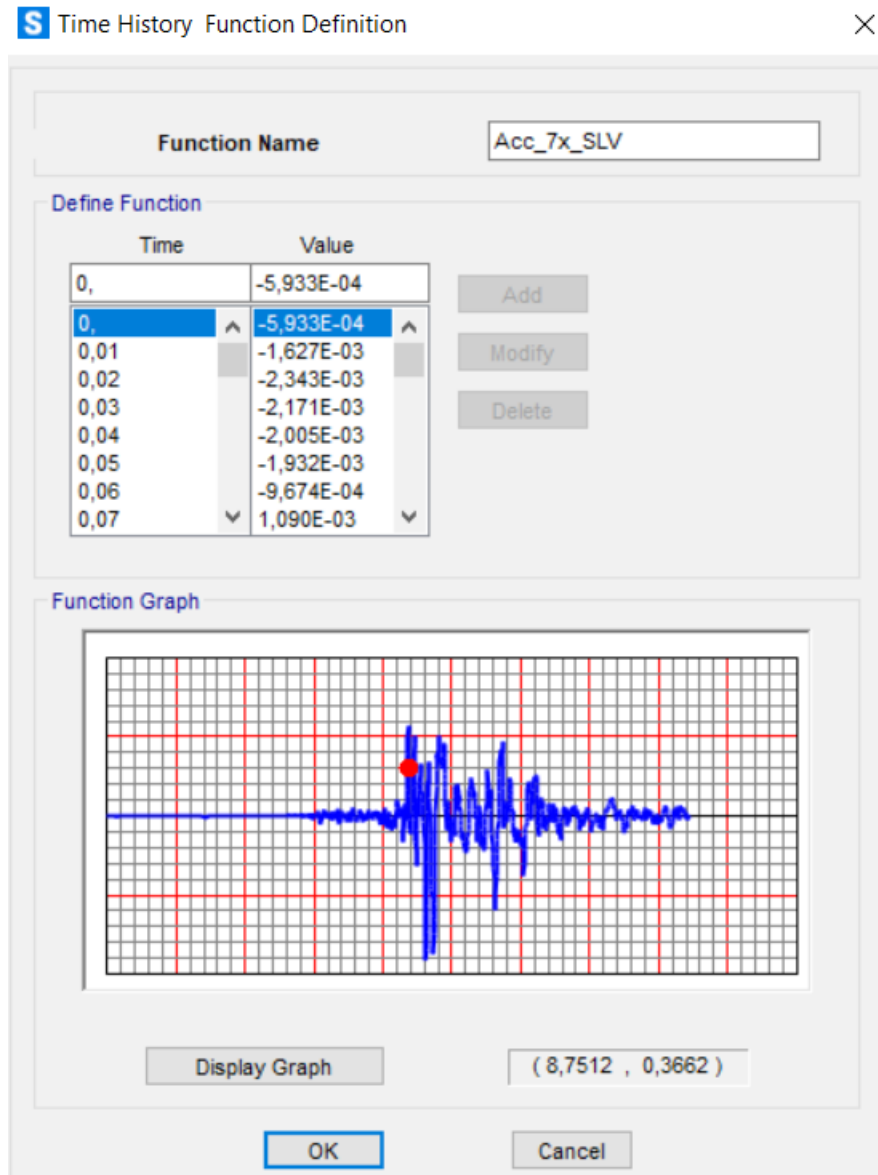 S Time History Function Definition
Function Name Acc_7x_SLV
Define Function
Time Value
0, -5,933E-04
Add
0, -5,933E-04
0,01 -1,627E-03
Modify
0,02 -2,343E-03
0,03 -2,171E-03
Delete
0,04 -2,005E-03
0,05 -1,932E-03
0,06 -9,674E-04
0,07 1,090E-03
Function Graph
Display Graph ( 8,7512 , 0,3662 )
OK Cancel